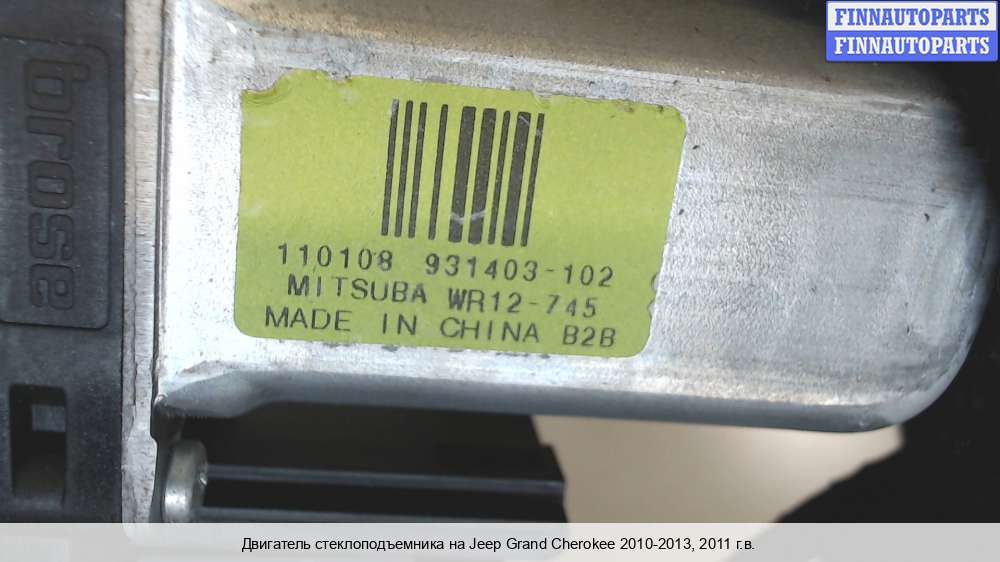 FINNAUTOPARTS
FINNAUTOPARTS
brose
110108 931403-102
MITSUBA WR12-745
MADE IN CHINA B2B
Двигатель стеклоподъемника на Jeep Grand Cherokee 2010-2013, 2011 г.в.